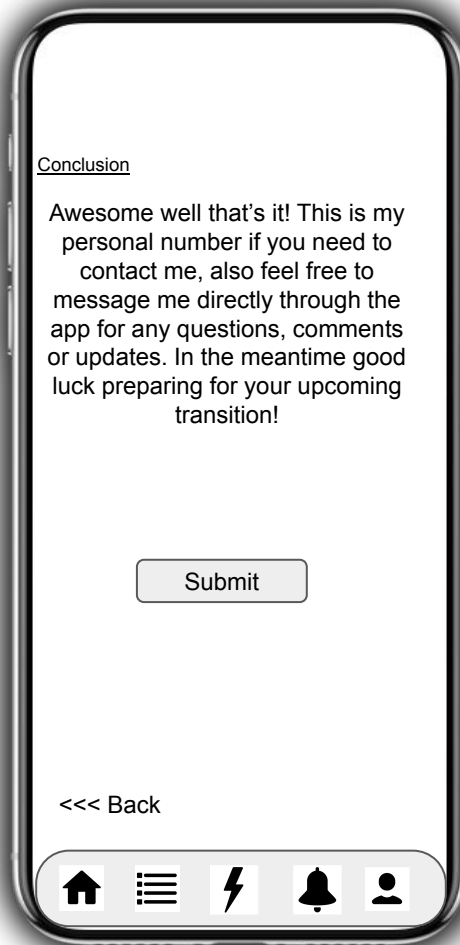 Conclusion
Awesome well that's it! This is my
personal number if you need to
contact me, also feel free to
message me directly through the
app for any questions, comments
or updates. In the meantime good
luck preparing for your upcoming
transition!
Submit
<<< Back